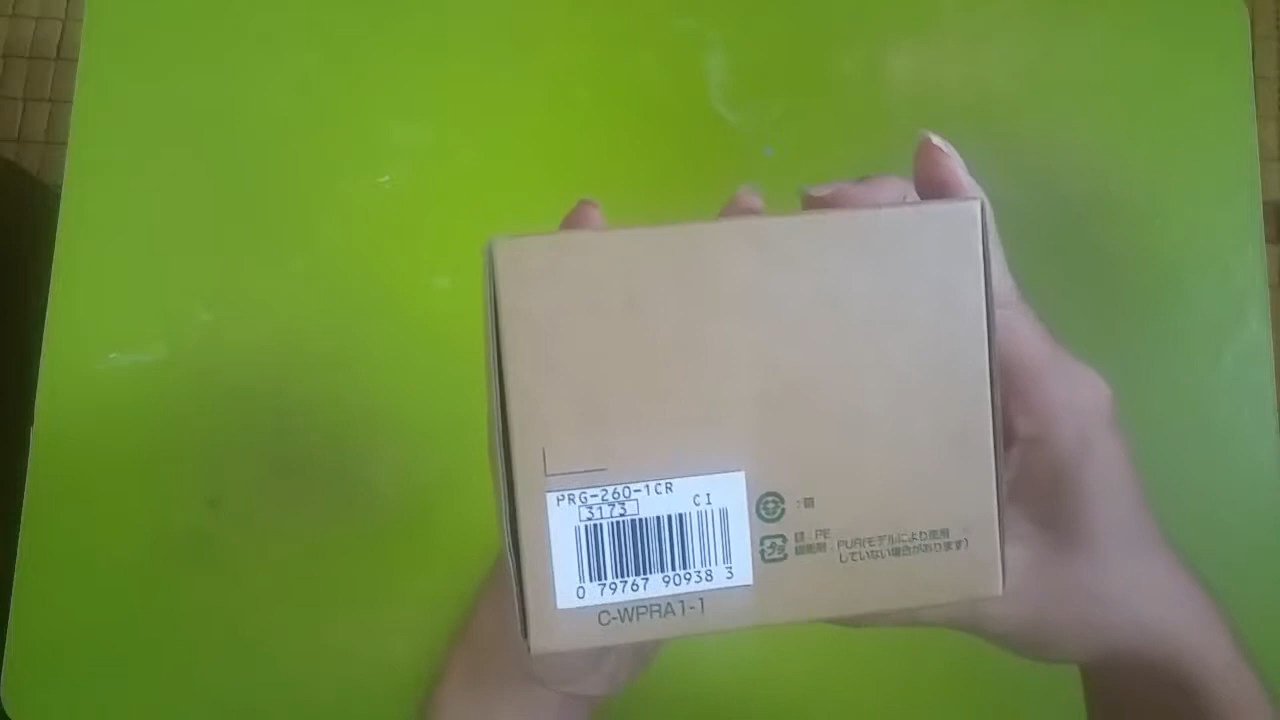 PRG-260-1CR
3173
CI
0 79767 90938 3
C-WPRA1-1
PE
PUR(モデルにより使用
していない場合があります)